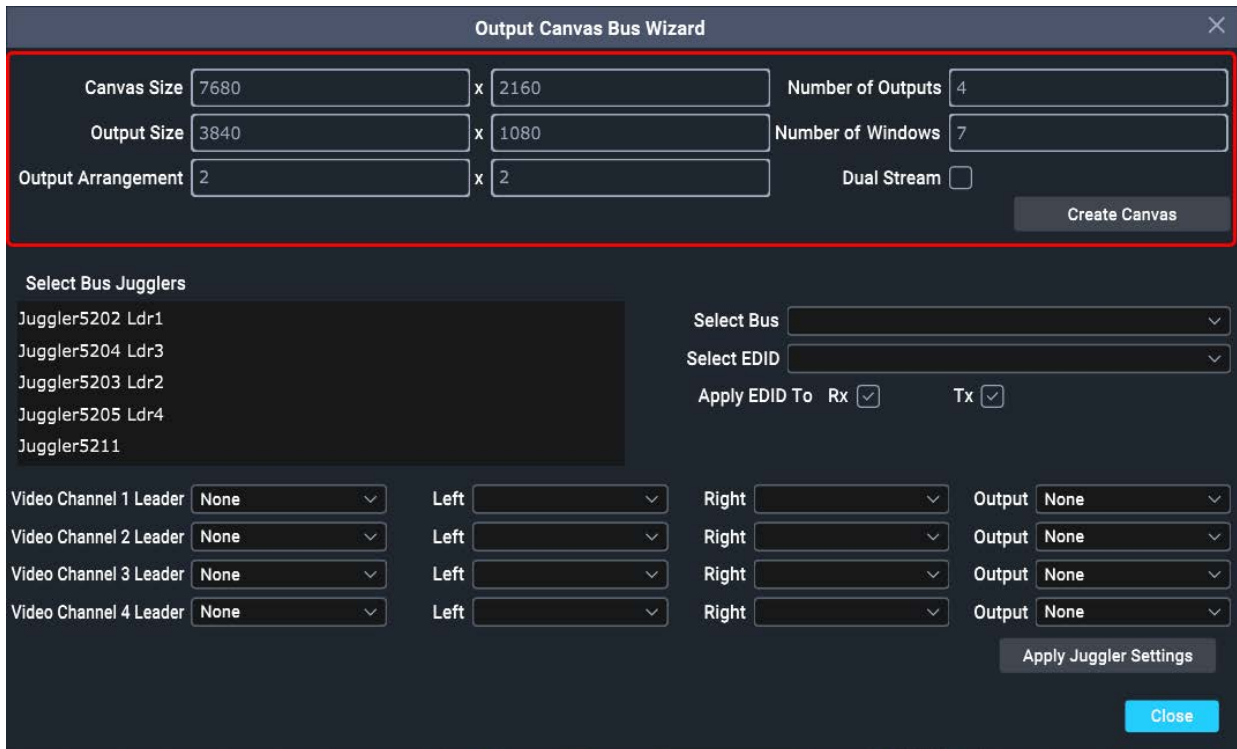 Output Canvas Bus Wizard
Canvas Size 7680 x 2160 Number of Outputs 4
Output Size 3840 x 1080 Number of Windows 7
Output Arrangement 2 x 2 Dual Stream
Create Canvas
Select Bus Jugglers
Juggler5202 Ldr1
Juggler5204 Ldr3
Juggler5203 Ldr2
Juggler5205 Ldr4
Juggler5211
Select Bus
Select EDID
Apply EDID To Rx Tx
Video Channel 1 Leader None Left Right Output None
Video Channel 2 Leader None Left Right Output None
Video Channel 3 Leader None Left Right Output None
Video Channel 4 Leader None Left Right Output None
Apply Juggler Settings
Close